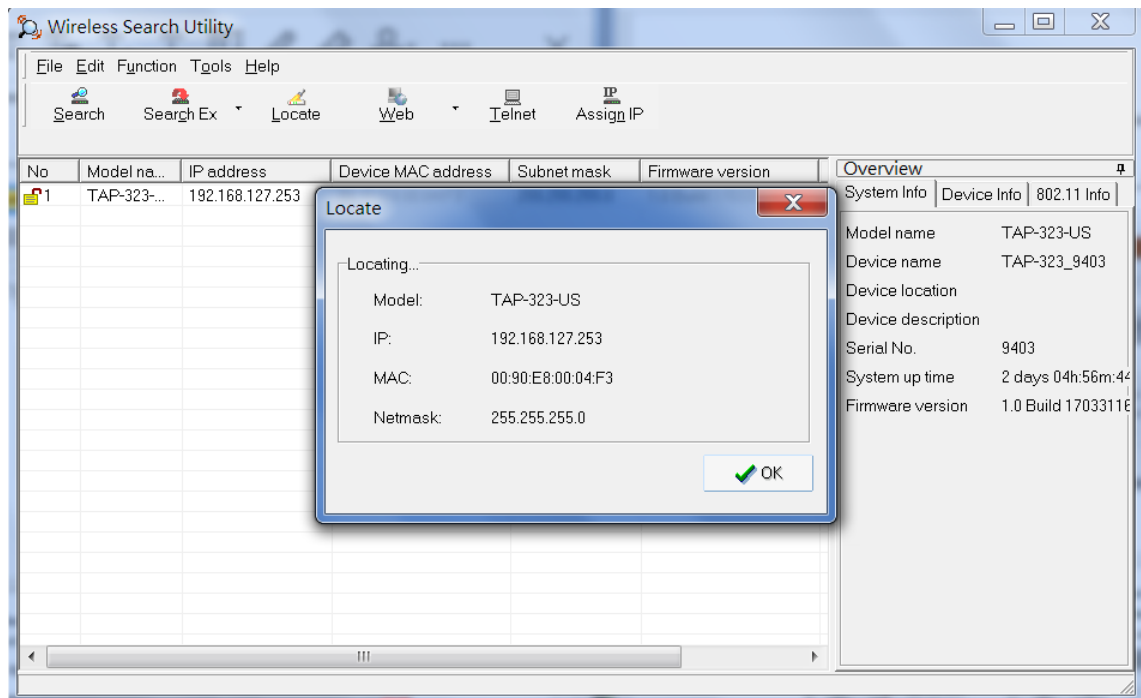 Wireless Search Utility
File Edit Function Tools Help
Search Search Ex Locate Web Telnet IP Assign IP
No Model na... IP address Device MAC address Subnet mask Firmware version
1 TAP-323-... 192.168.127.253
Locate
Locating...
Model: TAP-323-US
IP: 192.168.127.253
MAC: 00:90:E8:00:04:F3
Netmask: 255.255.255.0
OK
Overview
System Info Device Info 802.11 Info
Model name TAP-323-US
Device name TAP-323_9403
Device location
Device description
Serial No. 9403
System up time 2 days 04h:56m:44
Firmware version 1.0 Build 17033116